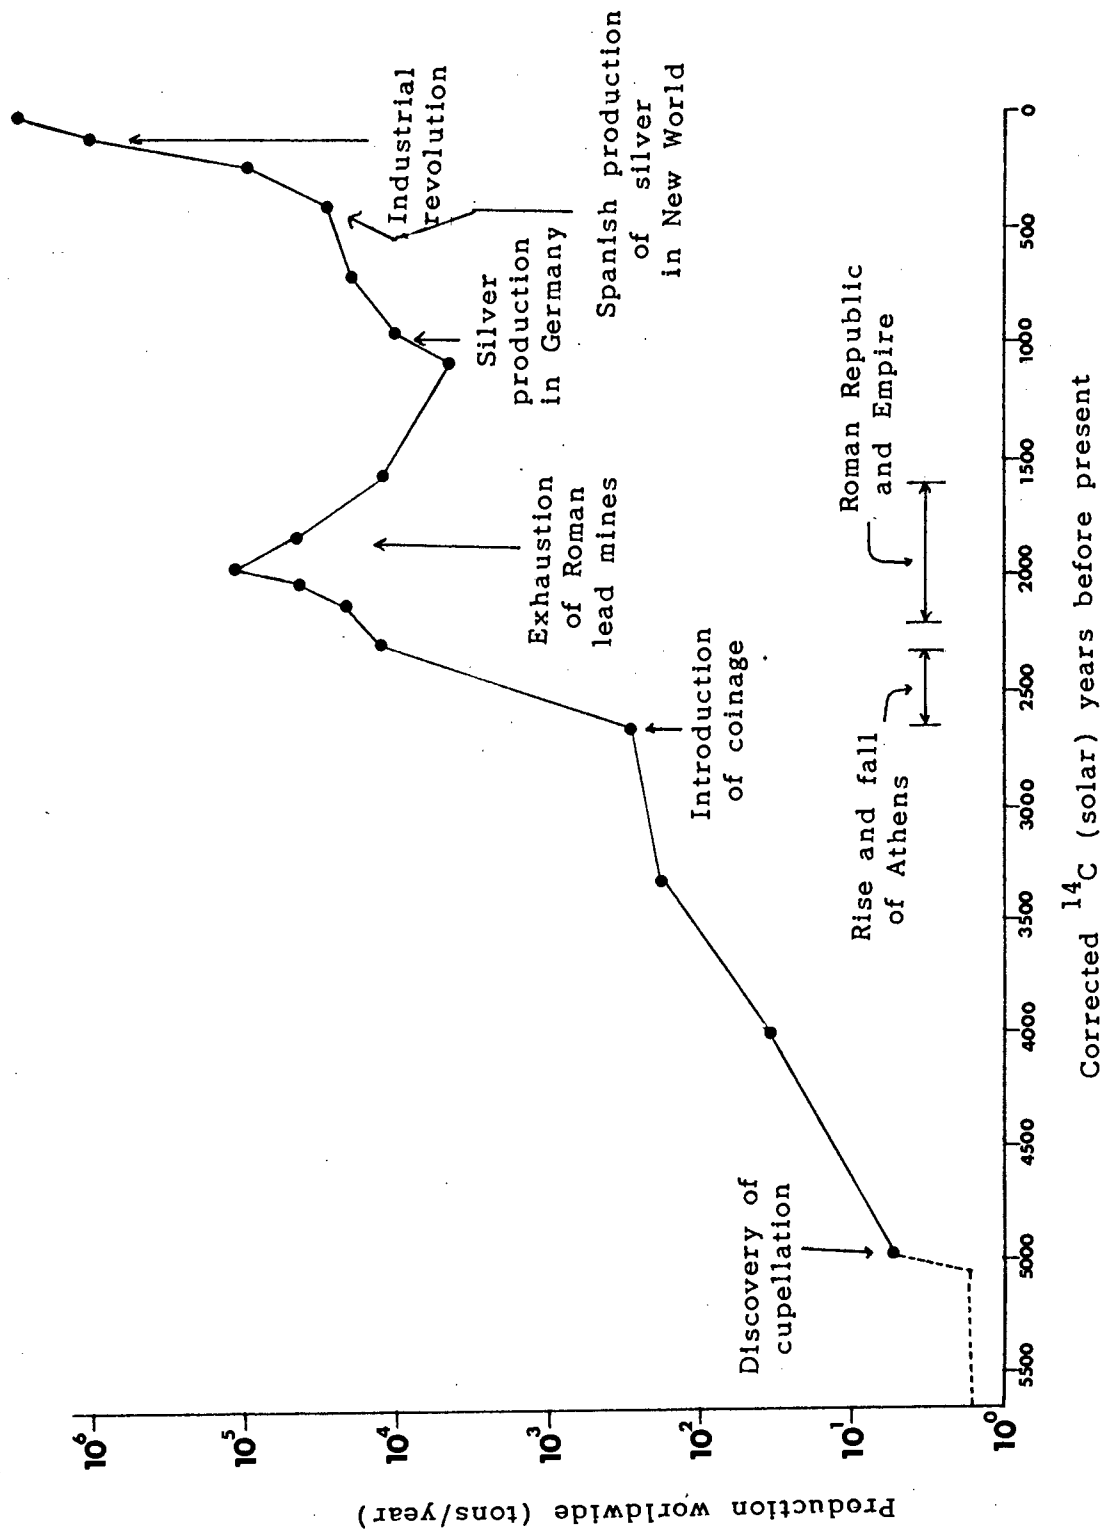 Production worldwide (tons/year)
10⁶
10⁵
10⁴
10³
10²
10¹
10⁰
Discovery of
cupellation
Introduction
of coinage
Exhaustion
of Roman
lead mines
Silver
production
in Germany
Spanish production
of silver
in New World
Industrial
revolution
Rise and fall
of Athens
Roman Republic
and Empire
5500
5000
4500
4000
3500
3000
2500
2000
1500
1000
500
0
Corrected ¹⁴C (solar) years before present